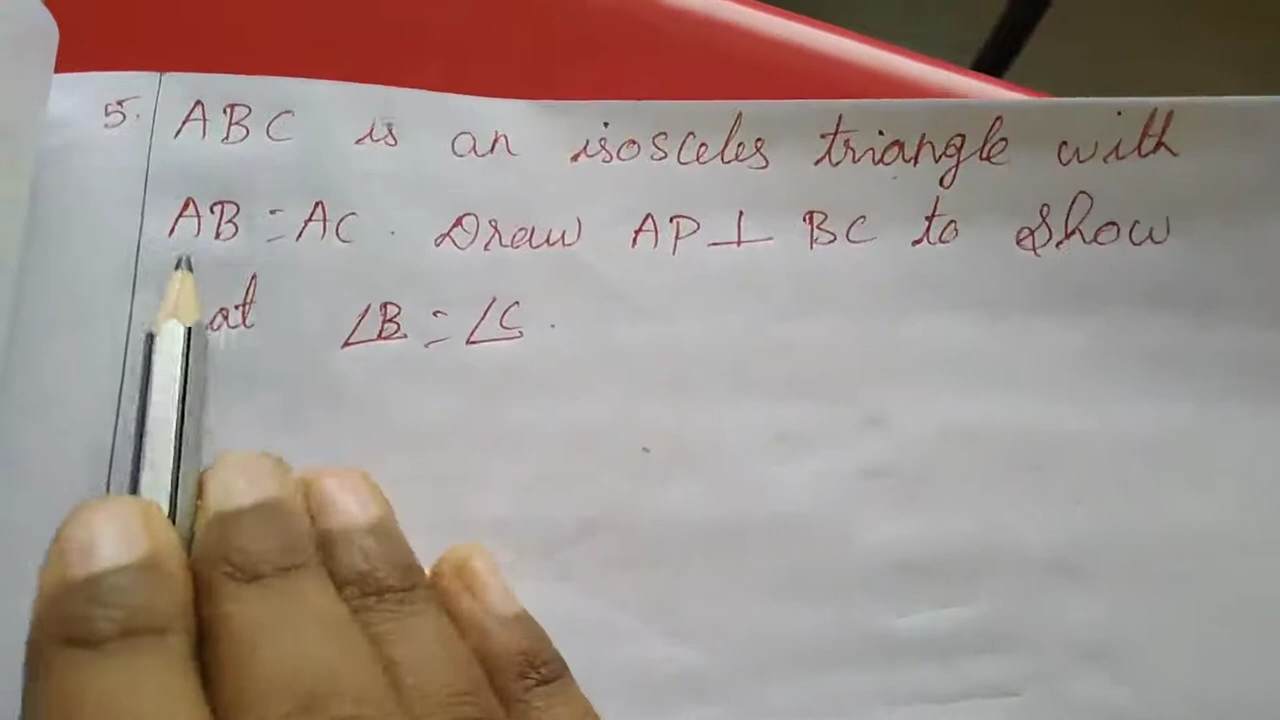 5. ABC is an isosceles triangle with
AB = AC. Draw AP ⊥ BC to show
at ∠B = ∠C.